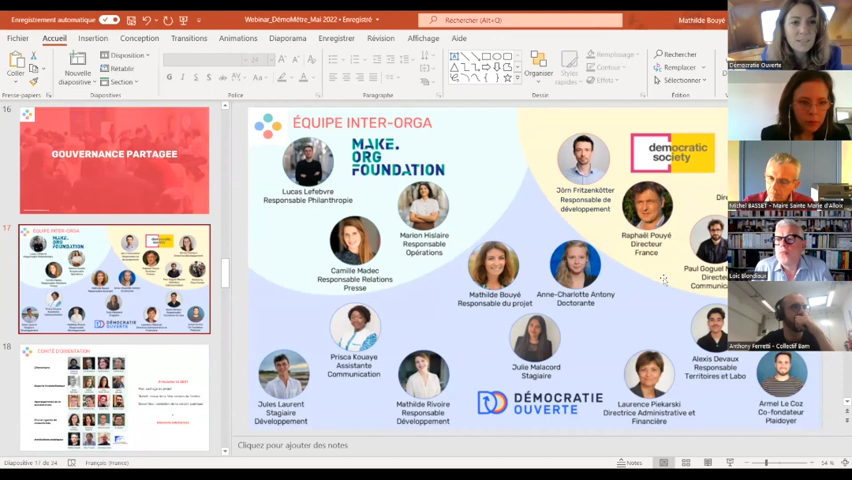 Enregistrement automatique
Webinar_DémoMètre_Mai 2022 • Enregistré
Rechercher (Alt+Q)
Mathilde Bouyé
Fichier
Accueil
Insertion
Conception
Transitions
Animations
Diaporama
Enregistrer
Révision
Affichage
Aide
Coller
Nouvelle
diapositive
Disposition
Rétablir
Section
Organiser
Styles
rapides
Remplissage
Contour
Effets
Rechercher
Remplacer
Sélectionner
Presse-papiers
Diapositives
Police
Paragraphe
Dessin
Édition
Démocratie Ouverte
Michel BASSET - Maire Sainte Marie d'Alloix
Loïc Blondiaux
Anthony Ferretti - Collectif Bam
16
GOUVERNANCE PARTAGEE
17
18
COMITÉ D'ORIENTATION
ÉQUIPE INTER-ORGA
MAKE.
ORG
FOUNDATION
democratic
society
Lucas Lefebvre
Responsable Philantropie
Marion Hislaire
Responsable
Opérations
Camille Madec
Responsable Relations
Presse
Jörn Fritzenkötter
Responsable de
développement
Raphaël Pouyé
Directeur
France
Paul Goguel
Mathilde Bouyé
Responsable du projet
Anne-Charlotte Antony
Doctorante
Prisca Kouaye
Assistante
Communication
Julie Malacord
Stagiaire
Alexis Devaux
Responsable
Territoires et Labo
Jules Laurent
Stagiaire
Développement
Mathilde Rivoire
Responsable
Développement
DÉMOCRATIE
OUVERTE
Laurence Piekarski
Directrice Administrative et
Financière
Armel Le Coz
Co-fondateur
Plaidoyer
Cliquez pour ajouter des notes
Diapositive 17 de 24
Français (France)
Notes
54 %